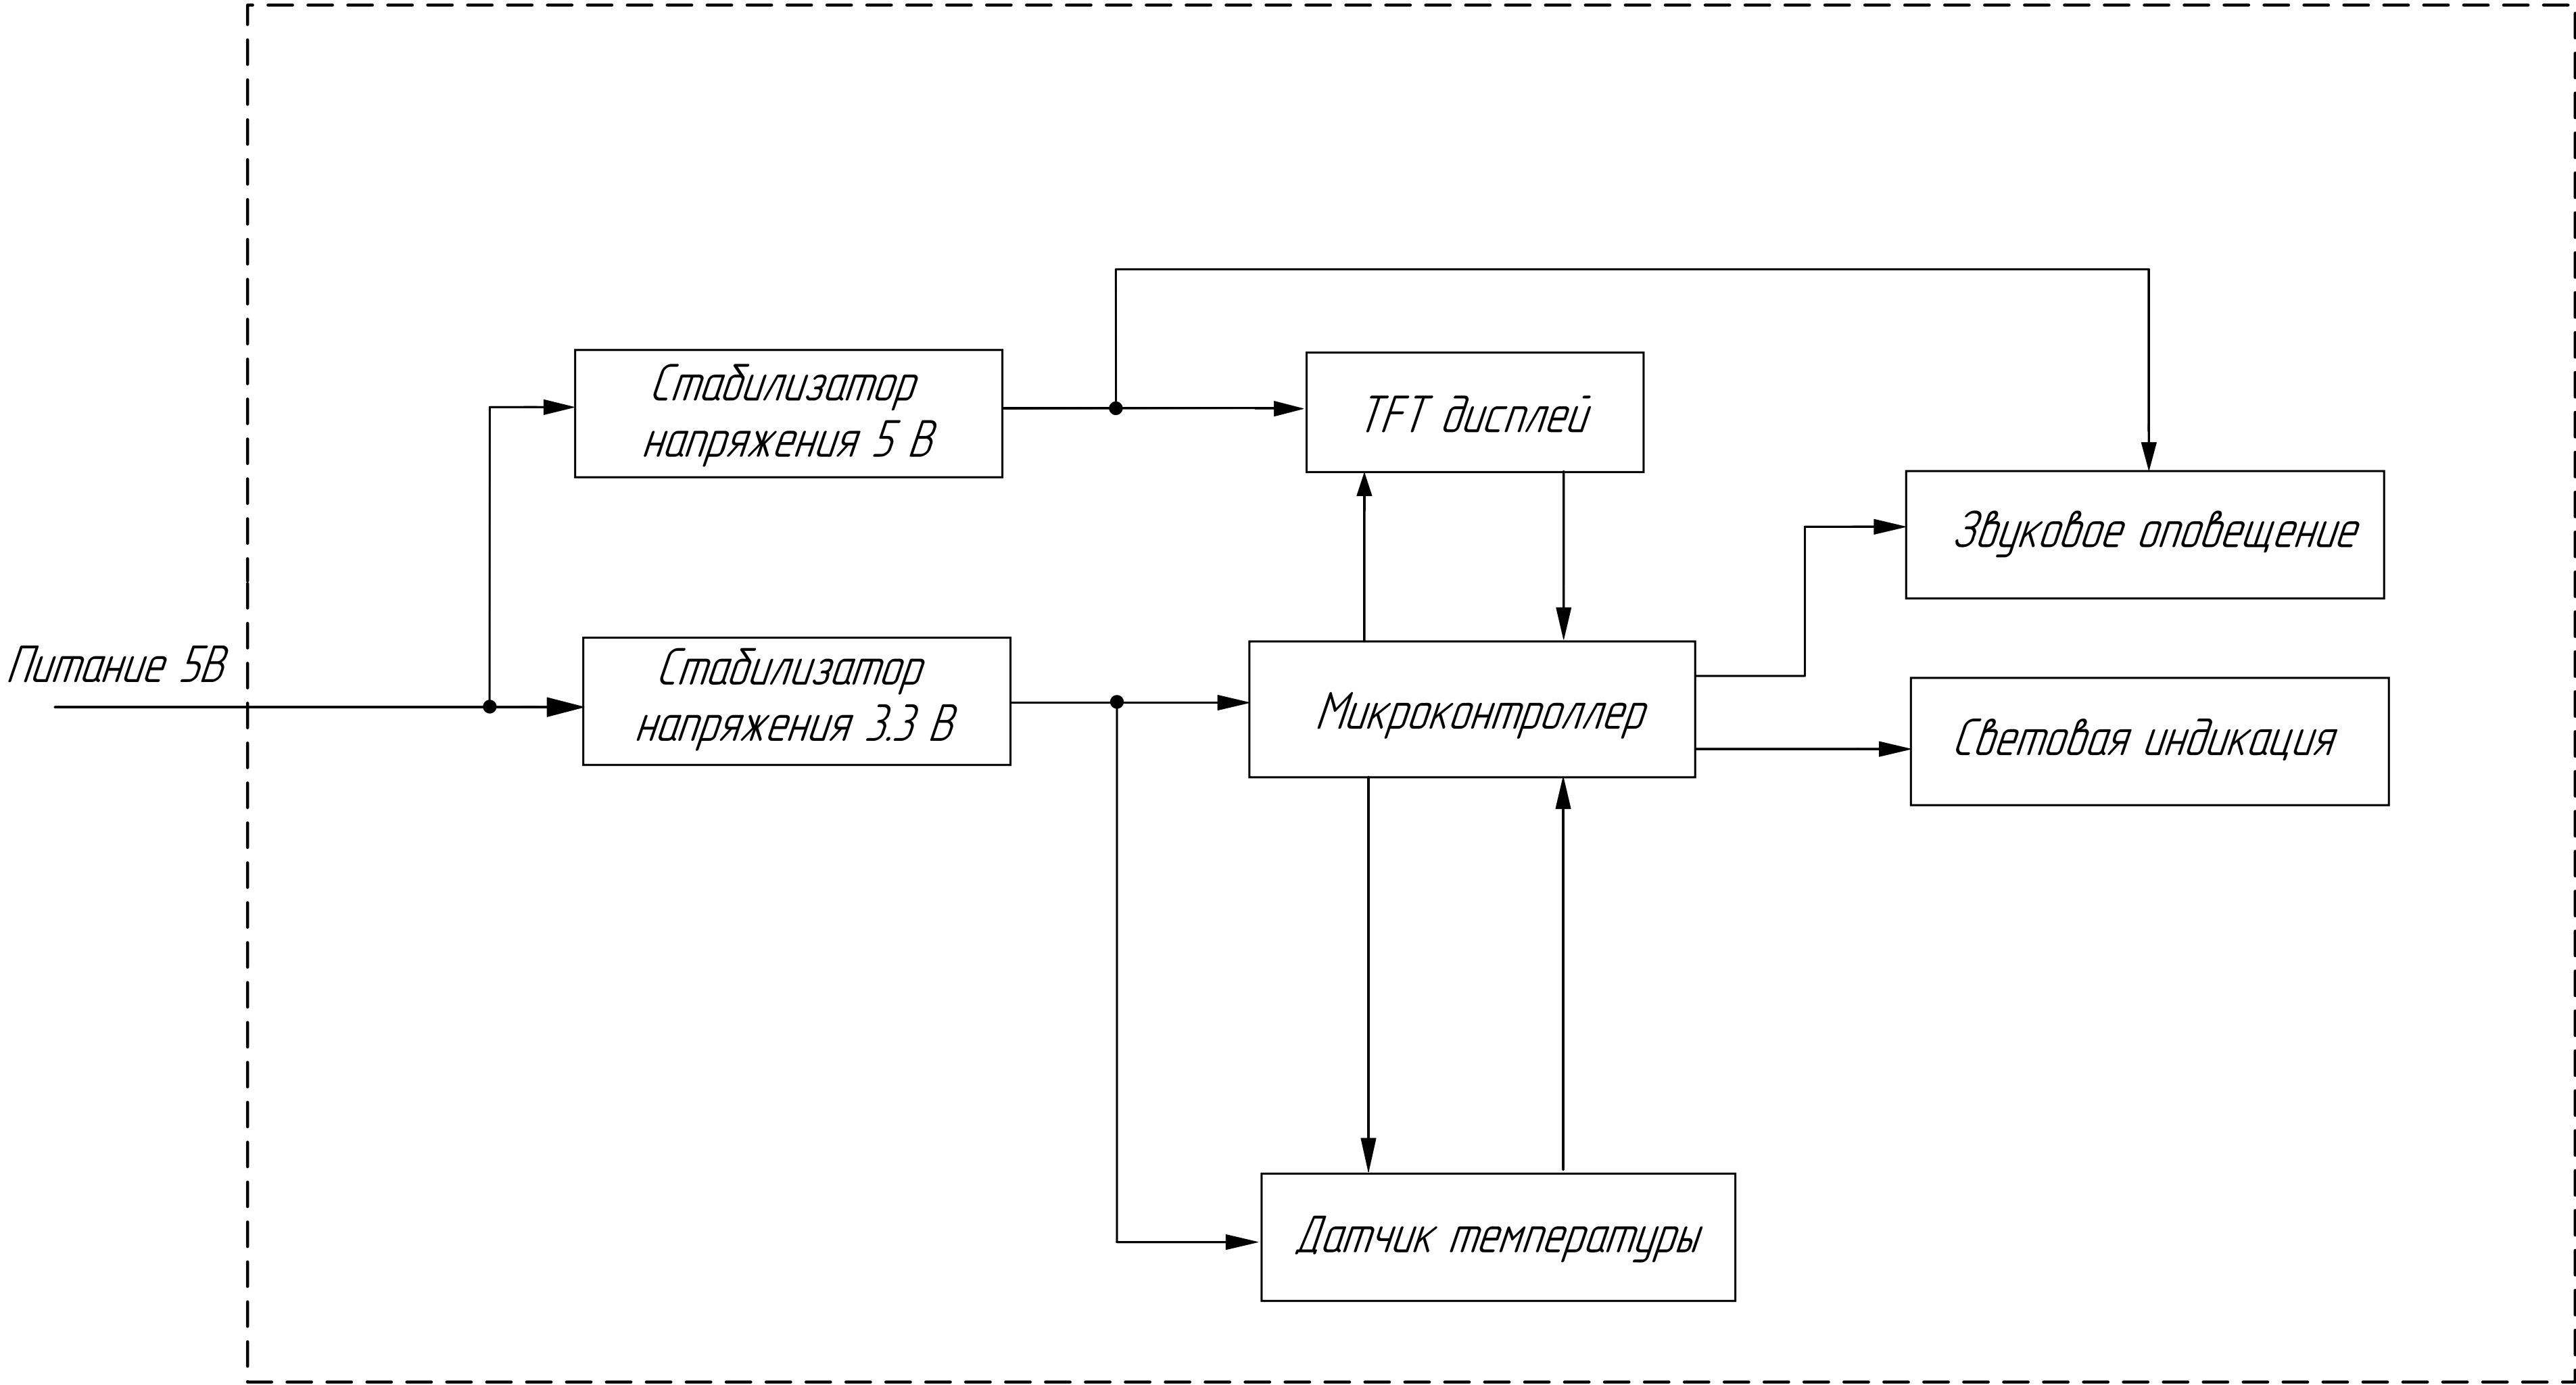 Стабилизатор
напряжения 5 В
TFT дисплей
Звуковое оповещение
Питание 5В
Стабилизатор
напряжения 3.3 В
Микроконтроллер
Световая индикация
Датчик температуры